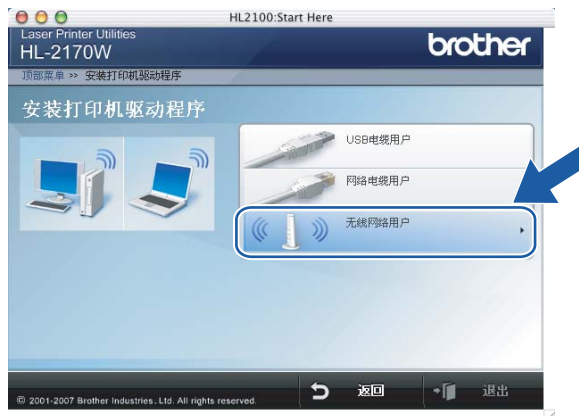 HL2100:Start Here
Laser Printer Utilities
HL-2170W
brother
顶部菜单 >> 安装打印机驱动程序
安装打印机驱动程序
USB电缆用户
网络电缆用户
无线网络用户
© 2001-2007 Brother Industries, Ltd. All rights reserved.
返回
退出